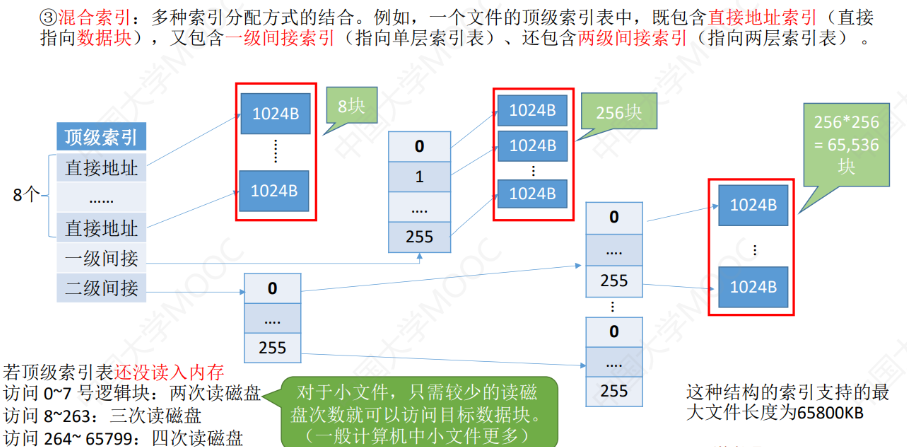 ③混合索引：多种索引分配方式的结合。例如，一个文件的顶级索引表中，既包含直接地址索引（直接
指向数据块），又包含一级间接索引（指向单层索引表）、还包含两级间接索引（指向两层索引表）。
顶级索引
8个
直接地址
……
直接地址
一级间接
二级间接
1024B
1024B
8块
0
1
....
255
1024B
1024B
1024B
256块
0
....
255
0
....
255
0
....
255
1024B
1024B
256*256
= 65,536
块
若顶级索引表还没读入内存
访问 0~7 号逻辑块：两次读磁盘
访问 8~263：三次读磁盘
访问 264~ 65799：四次读磁盘
对于小文件，只需较少的读磁
盘次数就可以访问目标数据块。
（一般计算机中小文件更多）
这种结构的索引支持的最
大文件长度为65800KB
中国大学MOOC